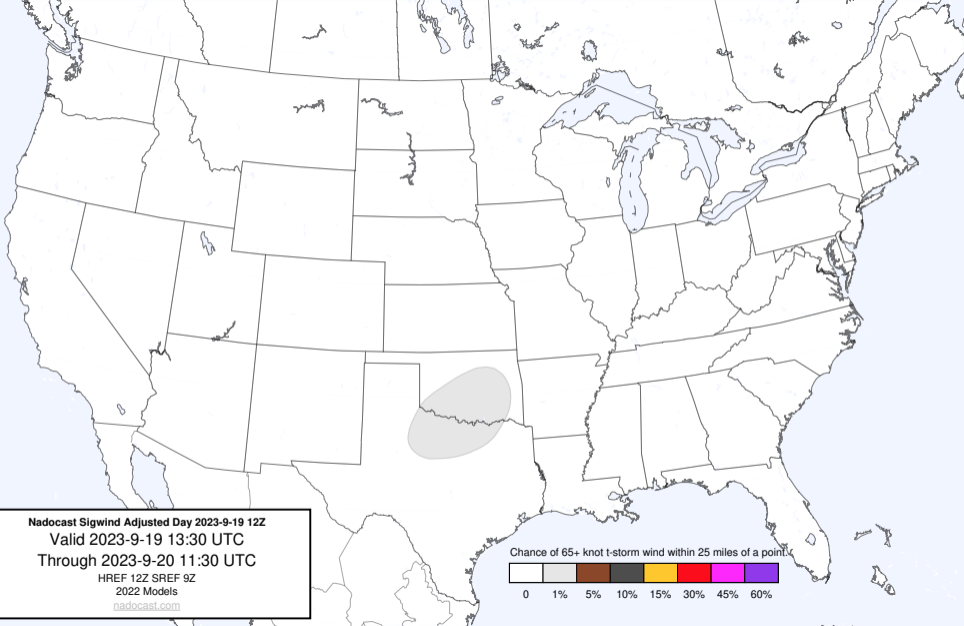 Nadocast Sigwind Adjusted Day 2023-9-19 12Z
Valid 2023-9-19 13:30 UTC
Through 2023-9-20 11:30 UTC
HREF 12Z SREF 9Z
2022 Models
nadocast.com
Chance of 65+ knot t-storm wind within 25 miles of a point.
0 1% 5% 10% 15% 30% 45% 60%